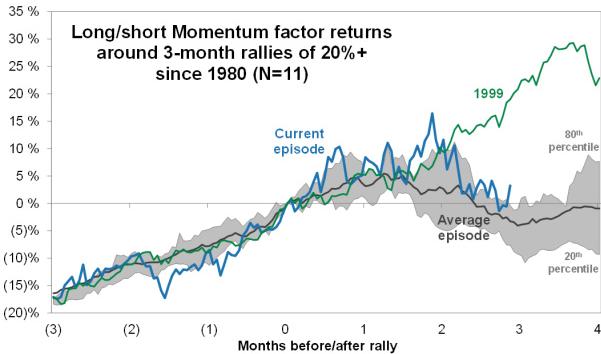 Long/short Momentum factor returns
around 3-month rallies of 20%+
since 1980 (N=11)
35 %
30 %
25 %
20 %
15 %
10 %
5 %
0 %
(5)%
(10)%
(15)%
(20)%
1999
Current
episode
80th
percentile
Average
episode
20th
percentile
(3) (2) (1) 0 1 2 3 4
Months before/after rally